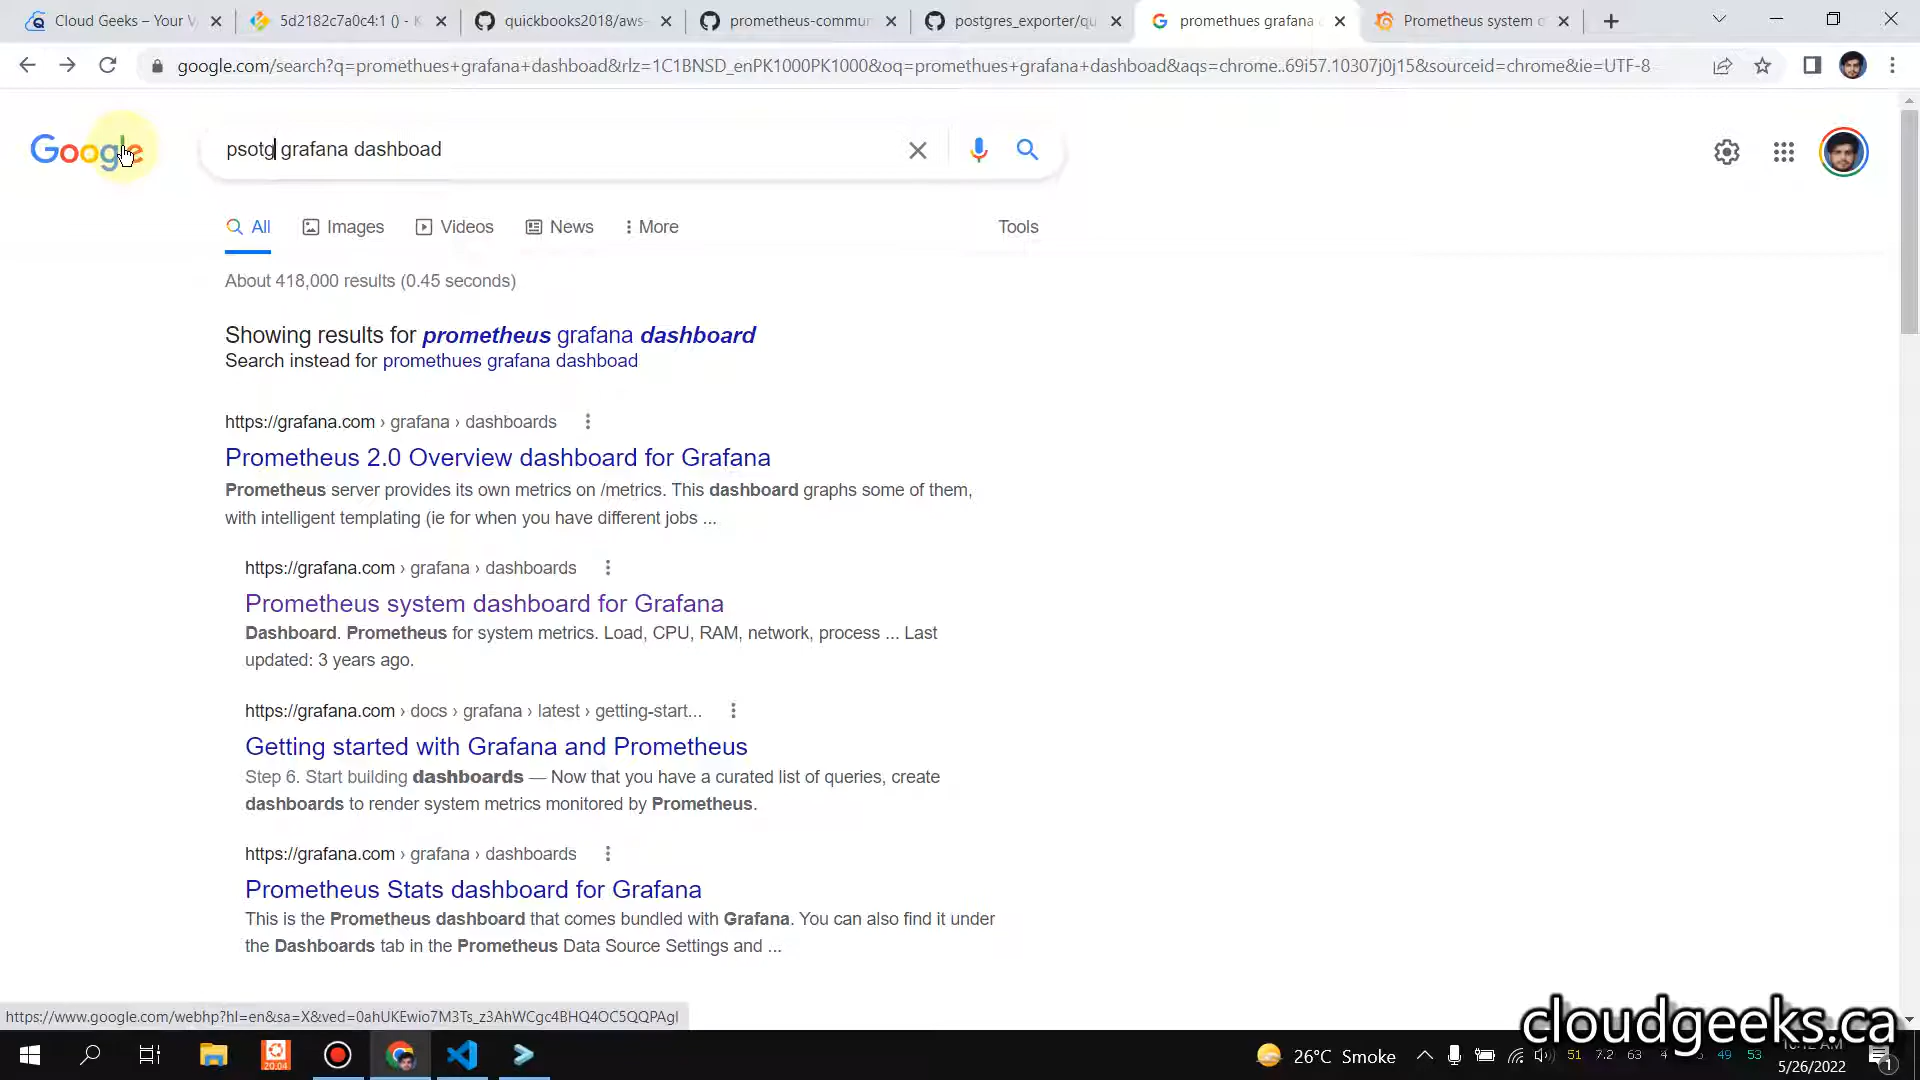 Cloud Geeks – Your V
5d2182c7a0c4:1 () - K
quickbooks2018/aws-
prometheus-commun
postgres_exporter/qu
promethues grafana
Prometheus system
google.com/search?q=promethues+grafana+dashboad&rlz=1C1BNSD_enPK1000PK1000&oq=promethues+grafana+dashboad&aqs=chrome..69i57.10307j0j15&sourceid=chrome&ie=UTF-8
Google
psotg grafana dashboad
All
Images
Videos
News
More
Tools
About 418,000 results (0.45 seconds)
Showing results for prometheus grafana dashboard
Search instead for promethues grafana dashboad
https://grafana.com › grafana › dashboards
Prometheus 2.0 Overview dashboard for Grafana
Prometheus server provides its own metrics on /metrics. This dashboard graphs some of them,
with intelligent templating (ie for when you have different jobs ...
https://grafana.com › grafana › dashboards
Prometheus system dashboard for Grafana
Dashboard. Prometheus for system metrics. Load, CPU, RAM, network, process ... Last
updated: 3 years ago.
https://grafana.com › docs › grafana › latest › getting-start...
Getting started with Grafana and Prometheus
Step 6. Start building dashboards — Now that you have a curated list of queries, create
dashboards to render system metrics monitored by Prometheus.
https://grafana.com › grafana › dashboards
Prometheus Stats dashboard for Grafana
This is the Prometheus dashboard that comes bundled with Grafana. You can also find it under
the Dashboards tab in the Prometheus Data Source Settings and ...
https://www.google.com/webhp?hl=en&sa=X&ved=0ahUKEwio7M3Ts_z3AhWCgc4BHQ4OC5QQPAgI
cloudgeeks.ca
20.04
26°C Smoke
51 7.2 63 4
49 53
5/26/2022
1